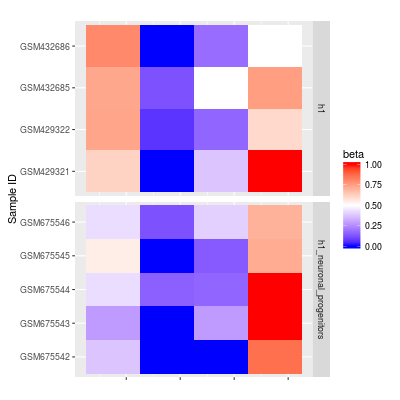 Sample ID
GSM432686
GSM432685
GSM429322
GSM429321
h1
GSM675546
GSM675545
GSM675544
GSM675543
GSM675542
h1_neuronal_progenitors
beta
1.00
0.75
0.50
0.25
0.00